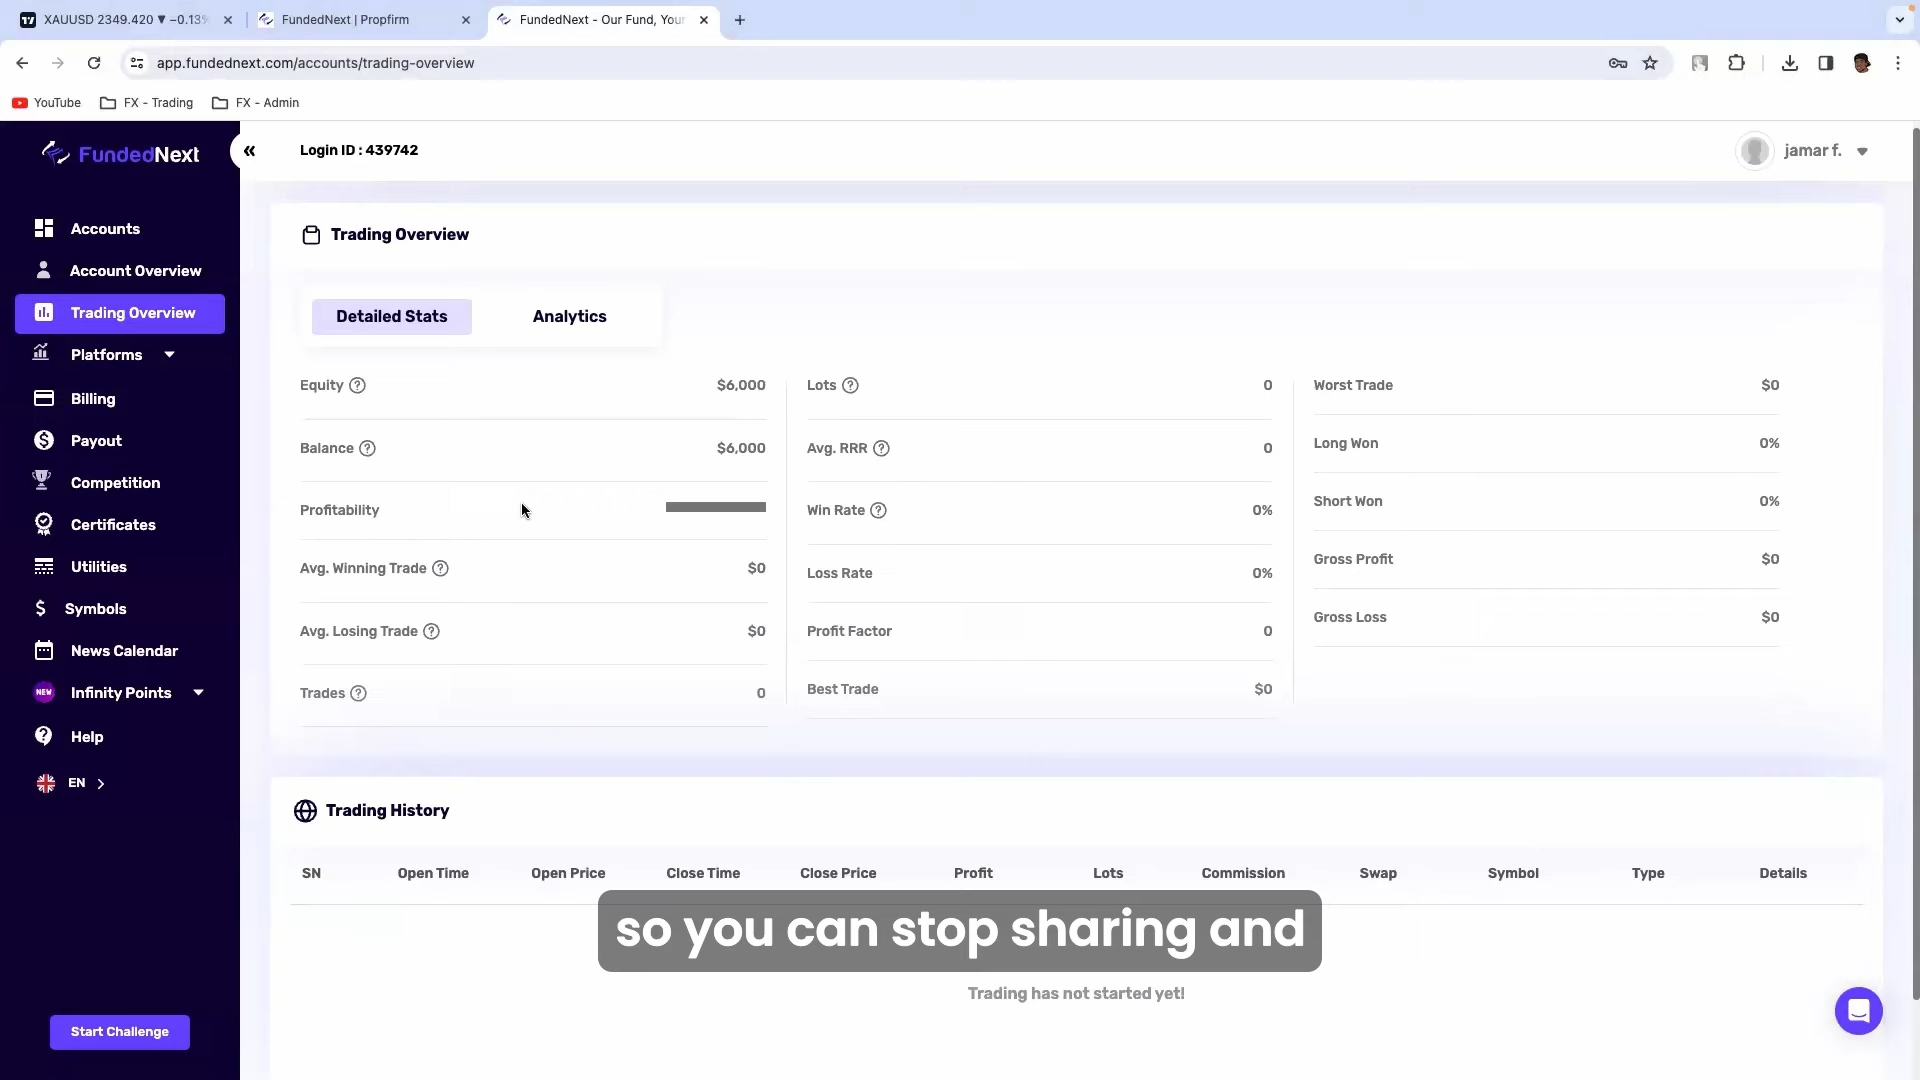 XAUUSD 2349.420 ▼ −0.13%
FundedNext | Propfirm
FundedNext - Our Fund, Your
app.fundednext.com/accounts/trading-overview
YouTube
FX - Trading
FX - Admin
FundedNext
Login ID : 439742
jamar f.
Accounts
Account Overview
Trading Overview
Platforms
Billing
Payout
Competition
Certificates
Utilities
Symbols
News Calendar
NEW Infinity Points
Help
EN
Start Challenge
Trading Overview
Detailed Stats
Analytics
Equity $6,000
Balance $6,000
Profitability
Avg. Winning Trade $0
Avg. Losing Trade $0
Trades 0
Lots 0
Avg. RRR 0
Win Rate 0%
Loss Rate 0%
Profit Factor 0
Best Trade $0
Worst Trade $0
Long Won 0%
Short Won 0%
Gross Profit $0
Gross Loss $0
Trading History
SN Open Time Open Price Close Time Close Price Profit Lots Commission Swap Symbol Type Details
so you can stop sharing and
Trading has not started yet!